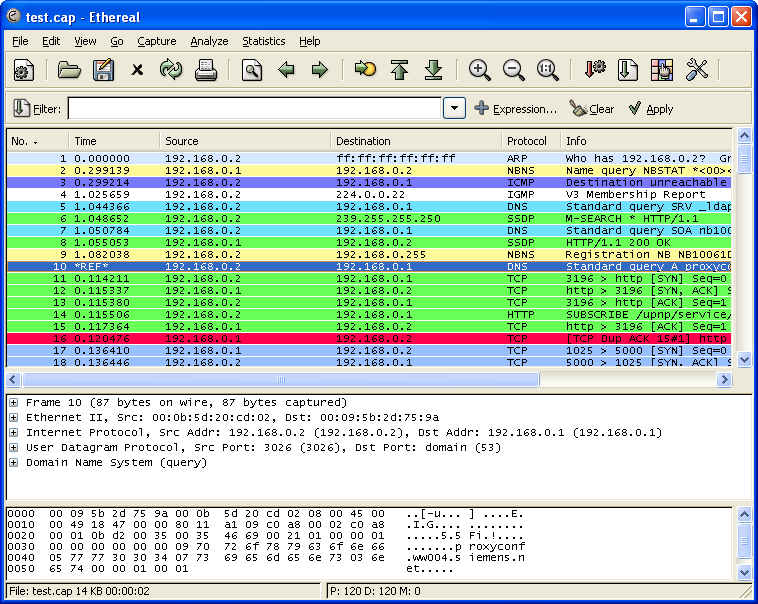 test.cap - Ethereal
File Edit View Go Capture Analyze Statistics Help
Filter: Expression... Clear Apply
No. Time Source Destination Protocol Info
1 0.000000 192.168.0.2 ff:ff:ff:ff:ff:ff ARP Who has 192.168.0.2? Gr
2 0.299139 192.168.0.1 192.168.0.2 NBNS Name query NBSTAT *<00><
3 0.299214 192.168.0.2 192.168.0.1 ICMP Destination unreachable
4 1.025659 192.168.0.2 224.0.0.22 IGMP V3 Membership Report
5 1.044366 192.168.0.2 192.168.0.1 DNS Standard query SRV _ldap
6 1.048652 192.168.0.2 239.255.255.250 SSDP M-SEARCH * HTTP/1.1
7 1.050784 192.168.0.2 192.168.0.1 DNS Standard query SOA nb100
8 1.055053 192.168.0.1 192.168.0.2 SSDP HTTP/1.1 200 OK
9 1.082038 192.168.0.2 192.168.0.255 NBNS Registration NB NB10061D
10 *REF* 192.168.0.2 192.168.0.1 DNS Standard query A proxyco
11 0.114211 192.168.0.2 192.168.0.1 TCP 3196 > http [SYN] Seq=0
12 0.115337 192.168.0.1 192.168.0.2 TCP http > 3196 [SYN, ACK] S
13 0.115380 192.168.0.2 192.168.0.1 TCP 3196 > http [ACK] Seq=1
14 0.115506 192.168.0.2 192.168.0.1 HTTP SUBSCRIBE /upnp/service/
15 0.117364 192.168.0.1 192.168.0.2 TCP http > 3196 [ACK] Seq=1
16 0.120476 192.168.0.1 192.168.0.2 TCP [TCP Dup ACK 15#1] http
17 0.136410 192.168.0.1 192.168.0.2 TCP 1025 > 5000 [SYN] Seq=0
18 0.136446 192.168.0.2 192.168.0.1 TCP 5000 > 1025 [SYN, ACK] S
Frame 10 (87 bytes on wire, 87 bytes captured)
Ethernet II, Src: 00:0b:5d:20:cd:02, Dst: 00:09:5b:2d:75:9a
Internet Protocol, Src Addr: 192.168.0.2 (192.168.0.2), Dst Addr: 192.168.0.1 (192.168.0.1)
User Datagram Protocol, Src Port: 3026 (3026), Dst Port: domain (53)
Domain Name System (query)
0000 00 09 5b 2d 75 9a 00 0b 5d 20 cd 02 08 00 45 00 ..[-u... ] ....E.
0010 00 49 18 47 00 00 80 11 a1 09 c0 a8 00 02 c0 a8 .I.G.... ........
0020 00 01 0b d2 00 35 00 35 46 69 00 21 01 00 00 01 .....5.5 Fi.!....
0030 00 00 00 00 00 00 09 70 72 6f 78 79 63 6f 6e 66 .......p roxyconf
0040 05 77 77 30 30 34 07 73 69 65 6d 65 6e 73 03 6e .ww004.s iemens.n
0050 65 74 00 00 01 00 01 et.....
File: test.cap 14 KB 00:00:02 P: 120 D: 120 M: 0